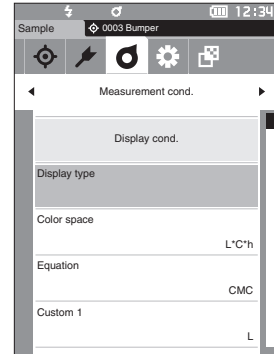 12:34
Sample
0003 Bumper
Measurement cond.
Display cond.
Display type
Color space
L*C*h
Equation
CMC
Custom 1
L